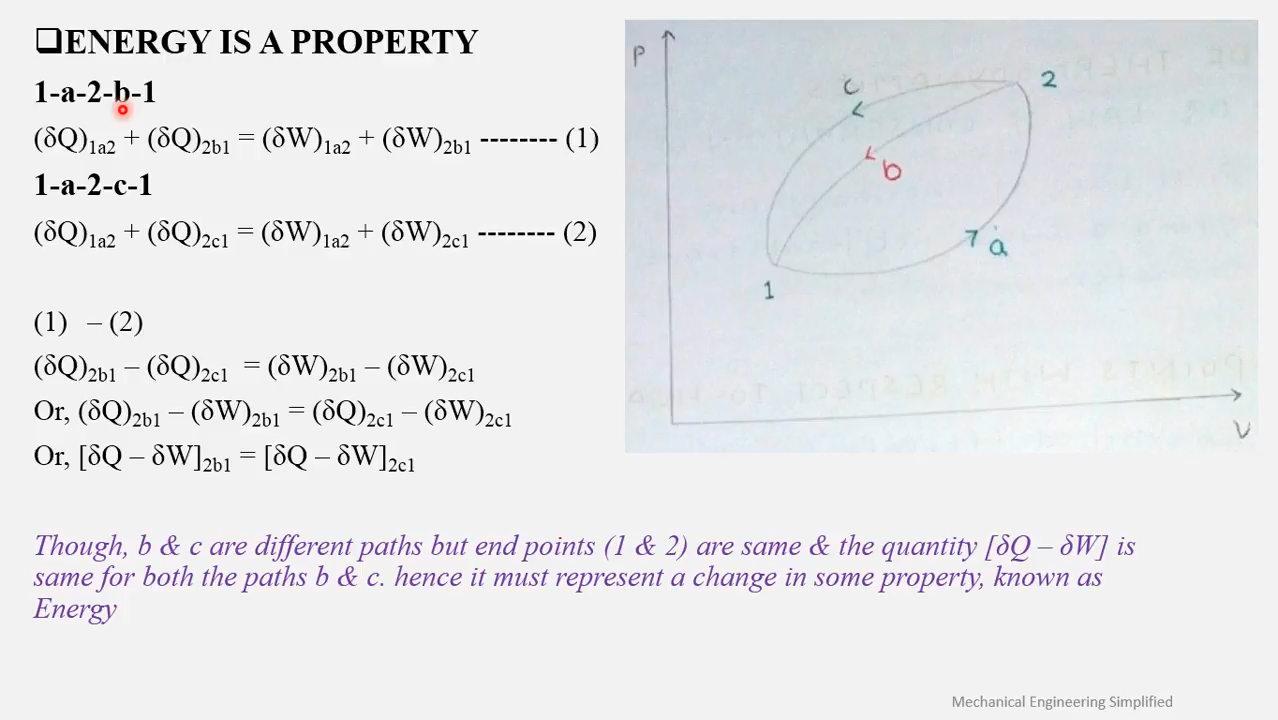 ❑ENERGY IS A PROPERTY
1-a-2-b-1
(δQ)₁ₐ₂ + (δQ)₂b₁ = (δW)₁ₐ₂ + (δW)₂b₁ -------- (1)
1-a-2-c-1
(δQ)₁ₐ₂ + (δQ)₂c₁ = (δW)₁ₐ₂ + (δW)₂c₁ -------- (2)
(1) – (2)
(δQ)₂b₁ – (δQ)₂c₁ = (δW)₂b₁ – (δW)₂c₁
Or, (δQ)₂b₁ – (δW)₂b₁ = (δQ)₂c₁ – (δW)₂c₁
Or, [δQ – δW]₂b₁ = [δQ – δW]₂c₁
Though, b & c are different paths but end points (1 & 2) are same & the quantity [δQ – δW] is
same for both the paths b & c. hence it must represent a change in some property, known as
Energy
P
c
2
b
a
1
V
Mechanical Engineering Simplified